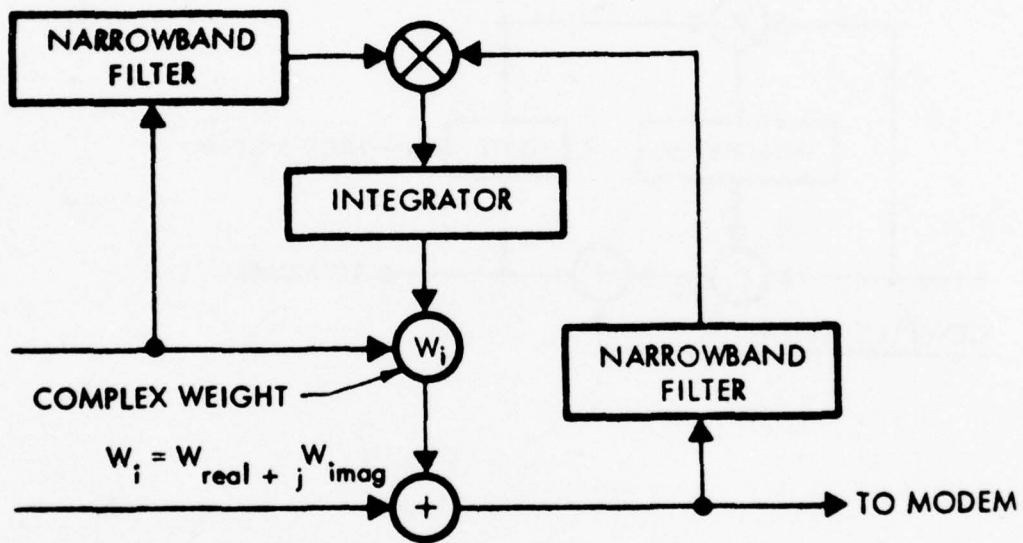 NARROWBAND
FILTER
INTEGRATOR
Wi
NARROWBAND
FILTER
COMPLEX WEIGHT
Wi = Wreal + jWimag
+
TO MODEM